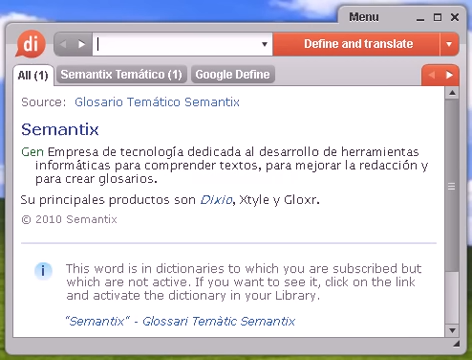 Menu
di
Define and translate
All (1)
Semantix Temático (1)
Google Define
Source: Glosario Temático Semantix
Semantix
Gen Empresa de tecnología dedicada al desarrollo de herramientas
informáticas para comprender textos, para mejorar la redacción y
para crear glosarios.
Su principales productos son Dixio, Xtyle y Gloxr.
© 2010 Semantix
This word is in dictionaries to which you are subscribed but
which are not active. If you want to see it, click on the link
and activate the dictionary in your Library.
"Semantix" - Glossari Temàtic Semantix